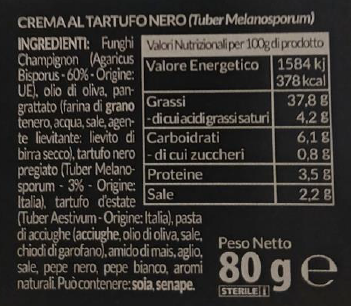 CREMA AL TARTUFO NERO (Tuber Melanosporum)
INGREDIENTI: Funghi
Champignon (Agaricus
Bisporus - 60% - Origine:
UE), olio di oliva, pan-
grattato (farina di grano
tenero, acqua, sale, agen-
te lievitante: lievito di
birra secco), tartufo nero
pregiato (Tuber Melano-
sporum - 3% - Origine:
Italia), tartufo d'estate
(Tuber Aestivum - Origine: Italia), pasta
di acciughe (acciughe, olio di oliva, sale,
chiodi di garofano), amido di mais, aglio,
sale, pepe nero, pepe bianco, aromi
naturali. Può contenere: soia, senape.
Valori Nutrizionali per 100g di prodotto
Valore Energetico 1584 kj
378 kcal
Grassi 37,8 g
- di cui acidi grassi saturi 4,2 g
Carboidrati 6,1 g
- di cui zuccheri 0,8 g
Proteine 3,5 g
Sale 2,2 g
Peso Netto
80 g e
STERILE